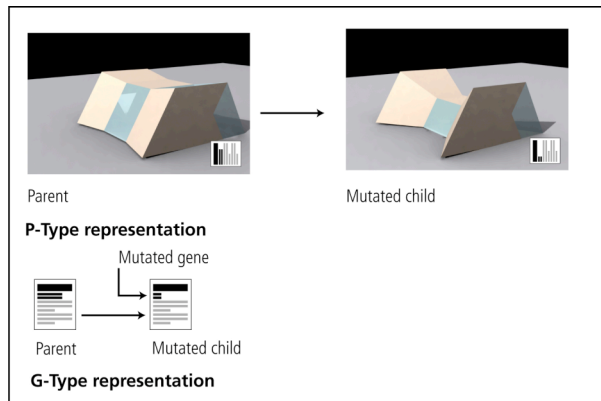 Parent
Mutated child
P-Type representation
Mutated gene
Parent
Mutated child
G-Type representation